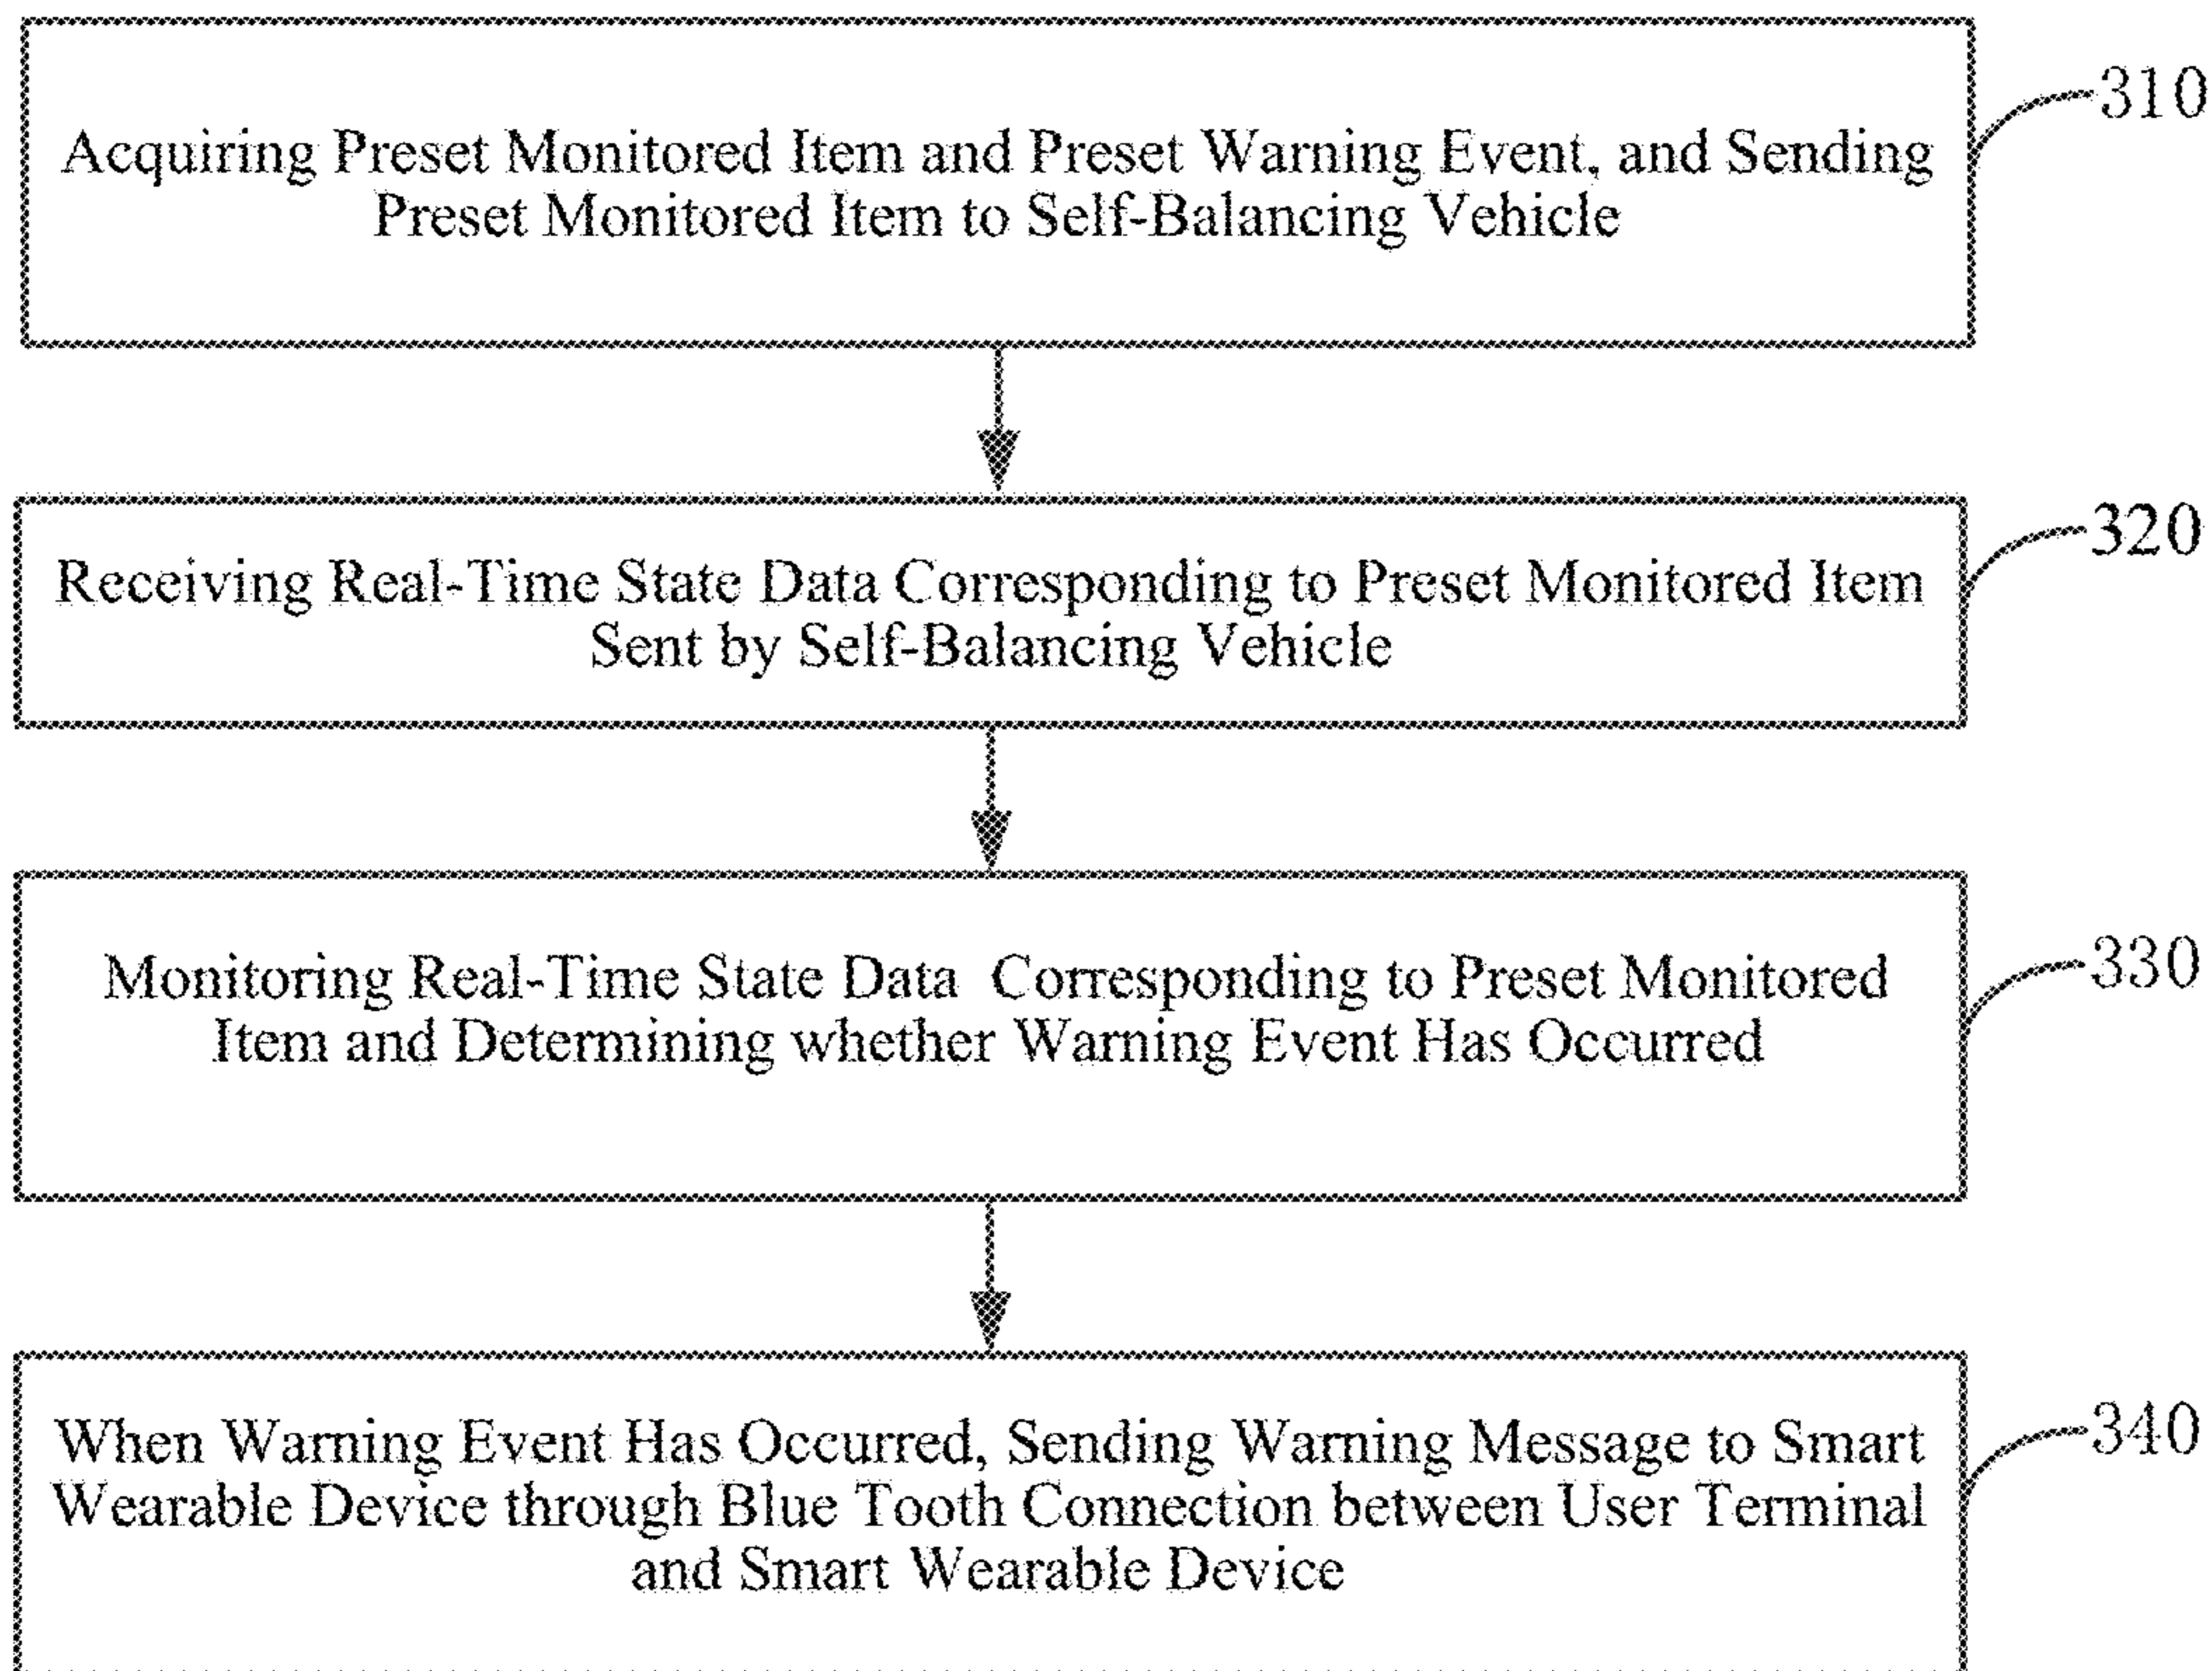 310
Acquiring Preset Monitored Item and Preset Warning Event, and Sending
Preset Monitored Item to Self-Balancing Vehicle
320
Receiving Real-Time State Data Corresponding to Preset Monitored Item
Sent by Self-Balancing Vehicle
330
Monitoring Real-Time State Data Corresponding to Preset Monitored
Item and Determining whether Warning Event Has Occurred
340
When Warning Event Has Occurred, Sending Warning Message to Smart
Wearable Device through Blue Tooth Connection between User Terminal
and Smart Wearable Device